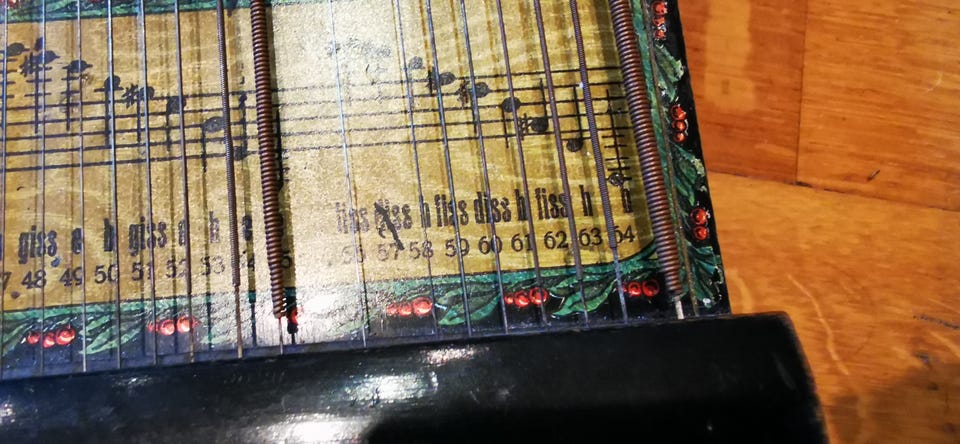 giss e h giss e h e fiss diss h fiss diss h fiss h h
48 49 50 51 52 53 56 57 58 59 60 61 62 63 64